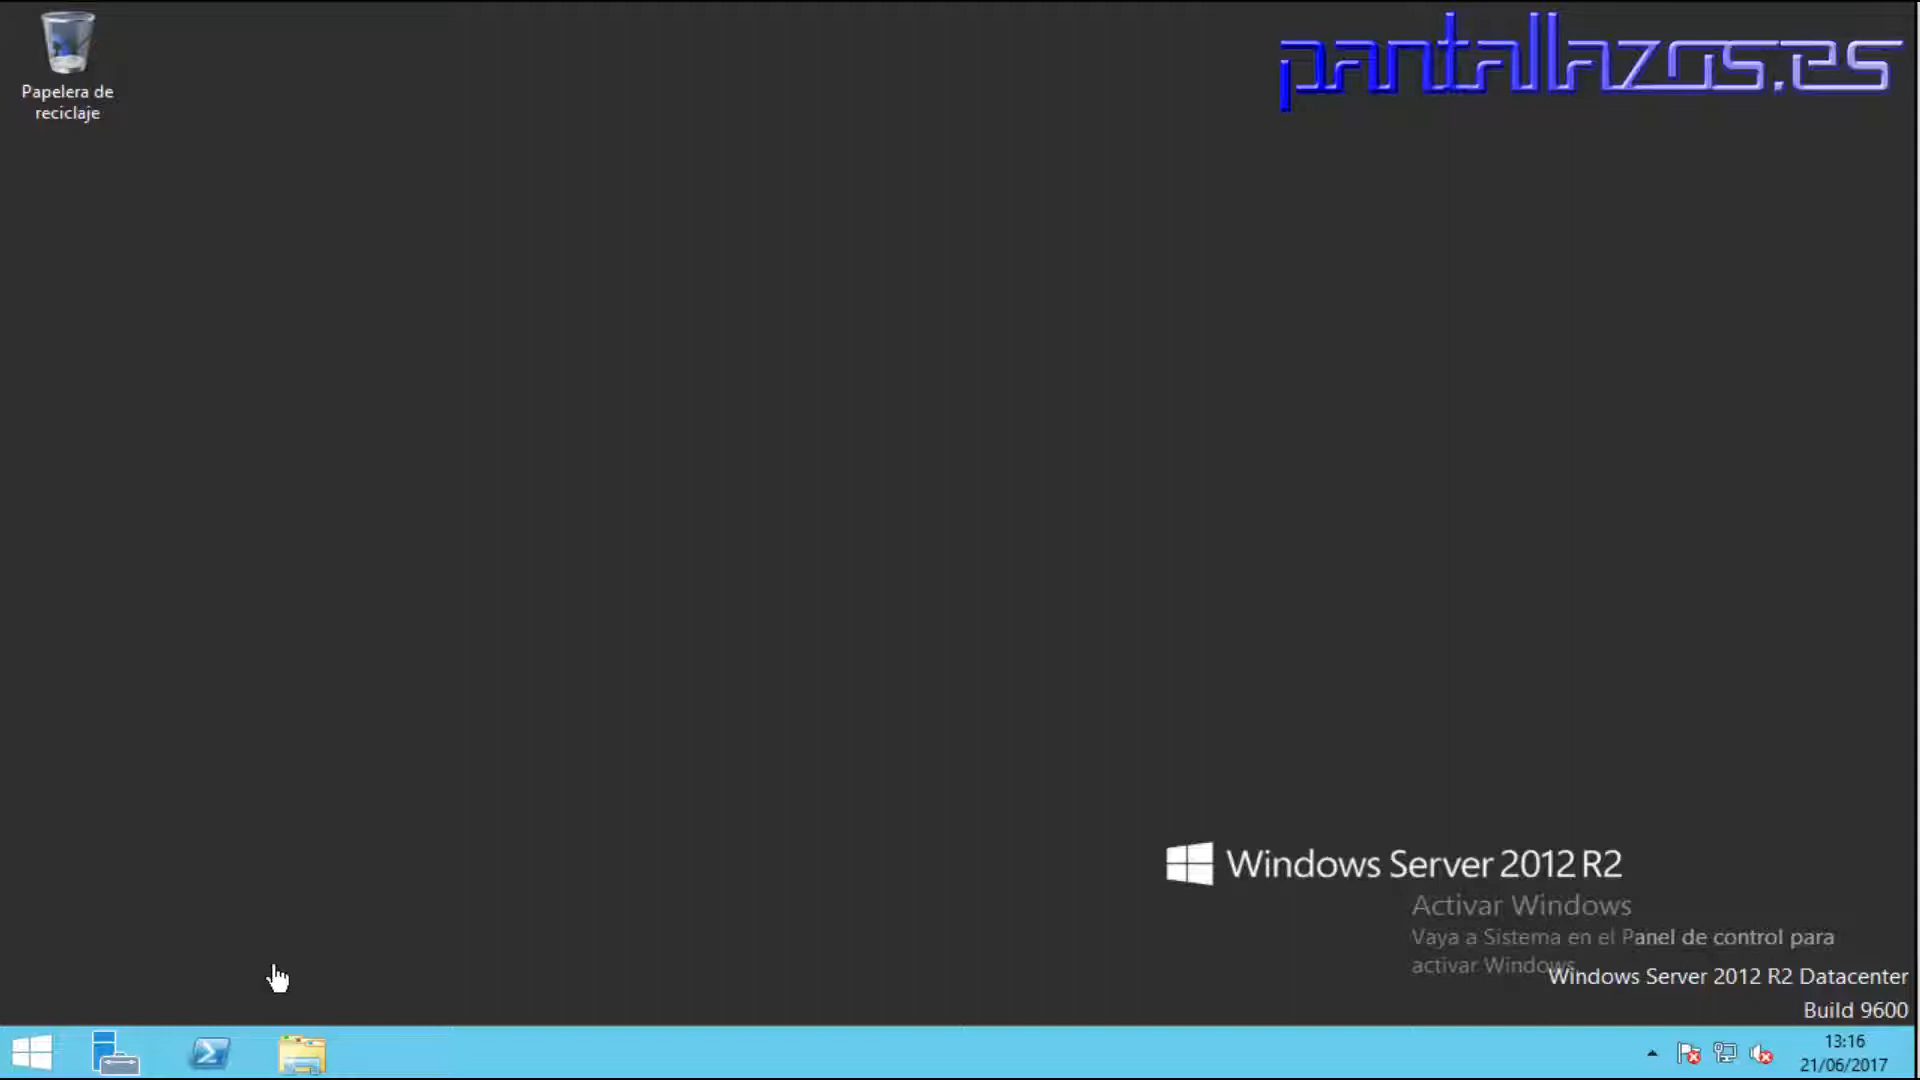 pantallazos.es
Papelera de
reciclaje
Windows Server 2012 R2
Activar Windows
Vaya a Sistema en el Panel de control para
activar Windows.
Windows Server 2012 R2 Datacenter
Build 9600
13:16
21/06/2017